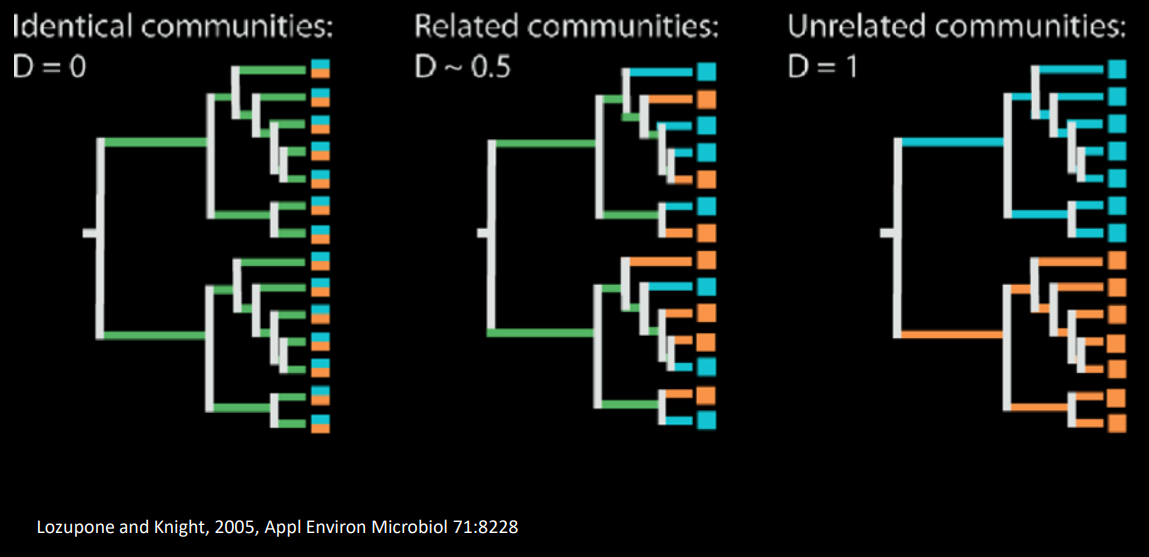 Identical communities:
D = 0
Related communities:
D ~ 0.5
Unrelated communities:
D = 1
Lozupone and Knight, 2005, Appl Environ Microbiol 71:8228